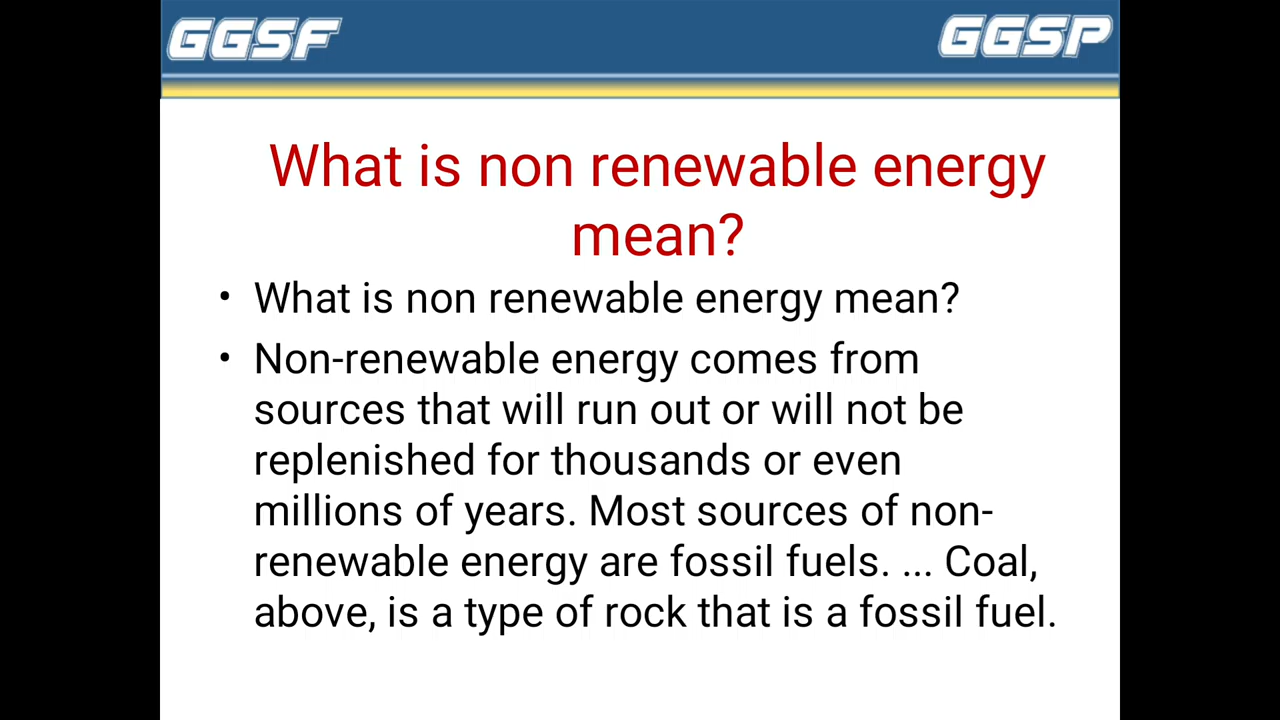 GGSF
GGSP
What is non renewable energy
mean?
• What is non renewable energy mean?
• Non-renewable energy comes from
sources that will run out or will not be
replenished for thousands or even
millions of years. Most sources of non-
renewable energy are fossil fuels. ... Coal,
above, is a type of rock that is a fossil fuel.